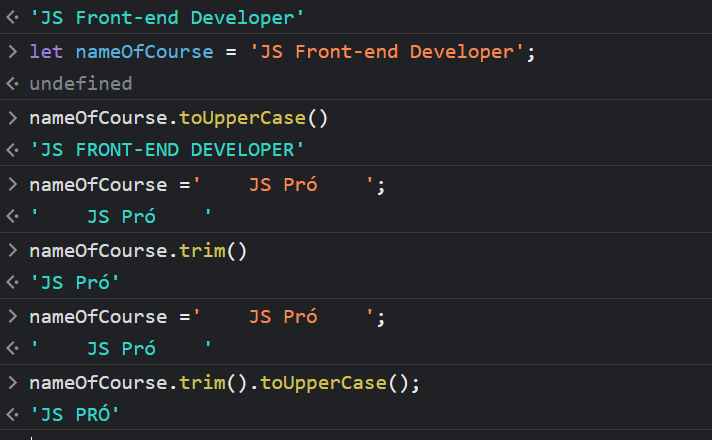 'JS Front-end Developer'
let nameOfCourse = 'JS Front-end Developer';
undefined
nameOfCourse.toUpperCase()
'JS FRONT-END DEVELOPER'
nameOfCourse ='    JS Pró    ';
'    JS Pró    '
nameOfCourse.trim()
'JS Pró'
nameOfCourse ='    JS Pró    ';
'    JS Pró    '
nameOfCourse.trim().toUpperCase();
'JS PRÓ'